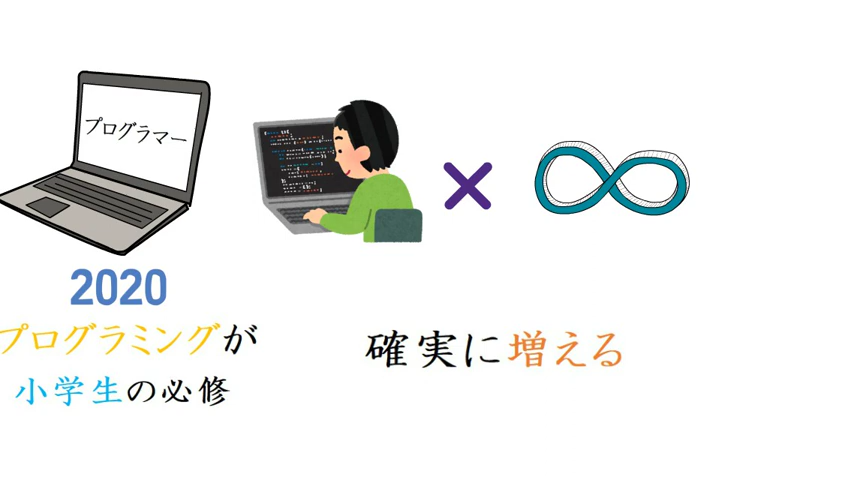 プログラマー
2020
プログラミングが
小学生の必修
確実に増える